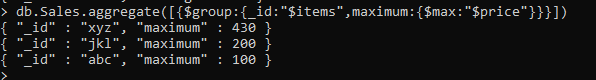 > db.Sales.aggregate([{$group:{_id:"$items",maximum:{$max:"$price"}}}])
{ "_id" : "xyz", "maximum" : 430 }
{ "_id" : "jkl", "maximum" : 200 }
{ "_id" : "abc", "maximum" : 100 }
>